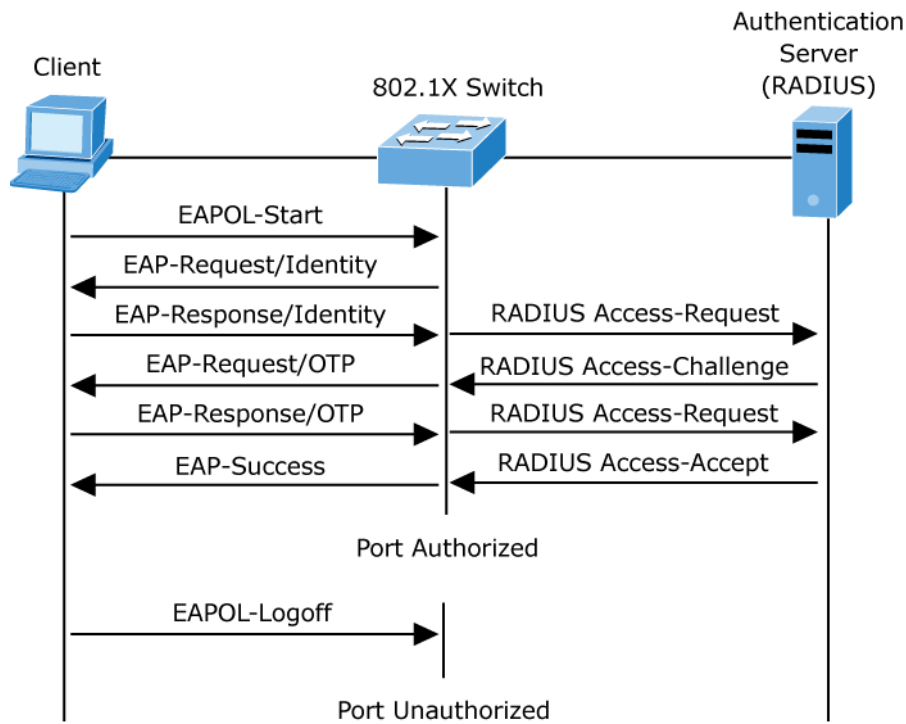 Authentication
Server
(RADIUS)
Client
802.1X Switch
EAPOL-Start
EAP-Request/Identity
EAP-Response/Identity
RADIUS Access-Request
EAP-Request/OTP
RADIUS Access-Challenge
EAP-Response/OTP
RADIUS Access-Request
EAP-Success
RADIUS Access-Accept
Port Authorized
EAPOL-Logoff
Port Unauthorized